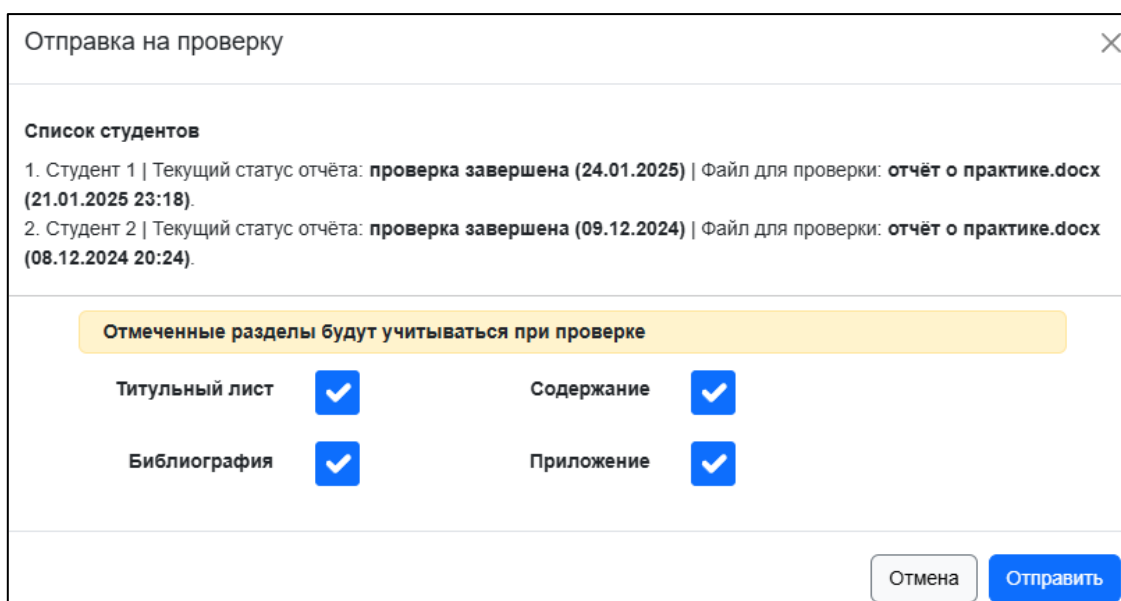 Отправка на проверку
Список студентов
1. Студент 1 | Текущий статус отчёта: проверка завершена (24.01.2025) | Файл для проверки: отчёт о практике.docx
(21.01.2025 23:18).
2. Студент 2 | Текущий статус отчёта: проверка завершена (09.12.2024) | Файл для проверки: отчёт о практике.docx
(08.12.2024 20:24).
Отмеченные разделы будут учитываться при проверке
Титульный лист Содержание
Библиография Приложение
Отмена Отправить